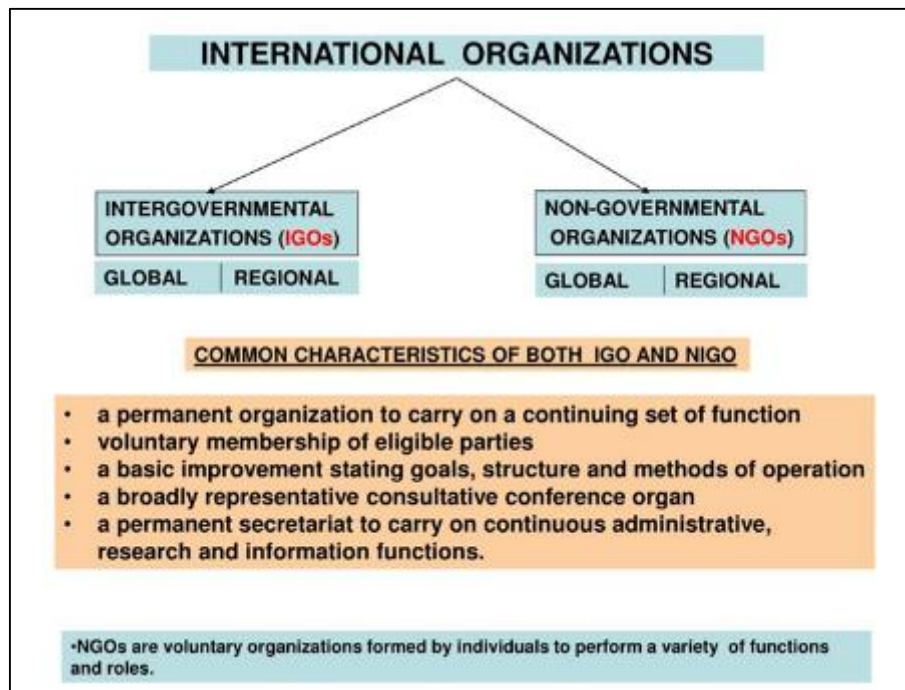 INTERNATIONAL ORGANIZATIONS
INTERGOVERNMENTAL
ORGANIZATIONS (IGOs)
GLOBAL | REGIONAL
NON-GOVERNMENTAL
ORGANIZATIONS (NGOs)
GLOBAL | REGIONAL
COMMON CHARACTERISTICS OF BOTH IGO AND NIGO
• a permanent organization to carry on a continuing set of function
• voluntary membership of eligible parties
• a basic improvement stating goals, structure and methods of operation
• a broadly representative consultative conference organ
• a permanent secretariat to carry on continuous administrative,
research and information functions.
•NGOs are voluntary organizations formed by individuals to perform a variety of functions
and roles.